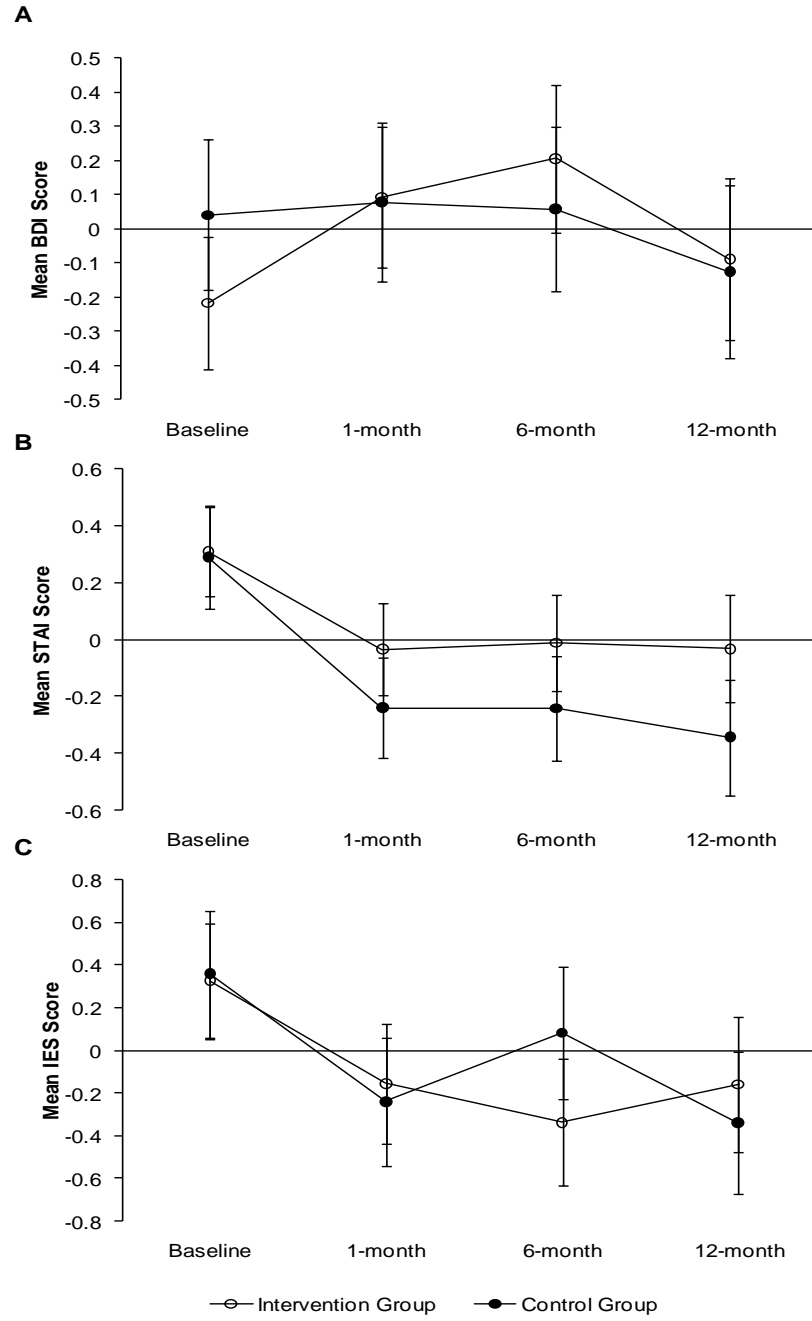 A
0.5
0.4
0.3
0.2
0.1
0
-0.1
-0.2
-0.3
-0.4
-0.5
Mean BDI Score
Baseline 1-month 6-month 12-month
B
0.6
0.4
0.2
0
-0.2
-0.4
-0.6
Mean STAI Score
Baseline 1-month 6-month 12-month
C
0.8
0.6
0.4
0.2
0
-0.2
-0.4
-0.6
-0.8
Mean IES Score
Baseline 1-month 6-month 12-month
Intervention Group Control Group